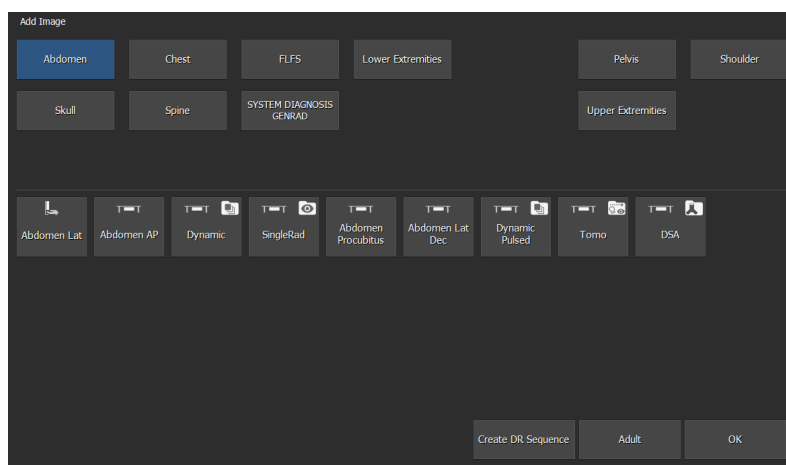 Add Image
Abdomen
Chest
FLFS
Lower Extremities
Pelvis
Shoulder
Skull
Spine
SYSTEM DIAGNOSIS
GENRAD
Upper Extremities
Abdomen Lat
Abdomen AP
Dynamic
SingleRad
Abdomen
Procubitus
Abdomen Lat
Dec
Dynamic
Pulsed
Tomo
DSA
Create DR Sequence
Adult
OK